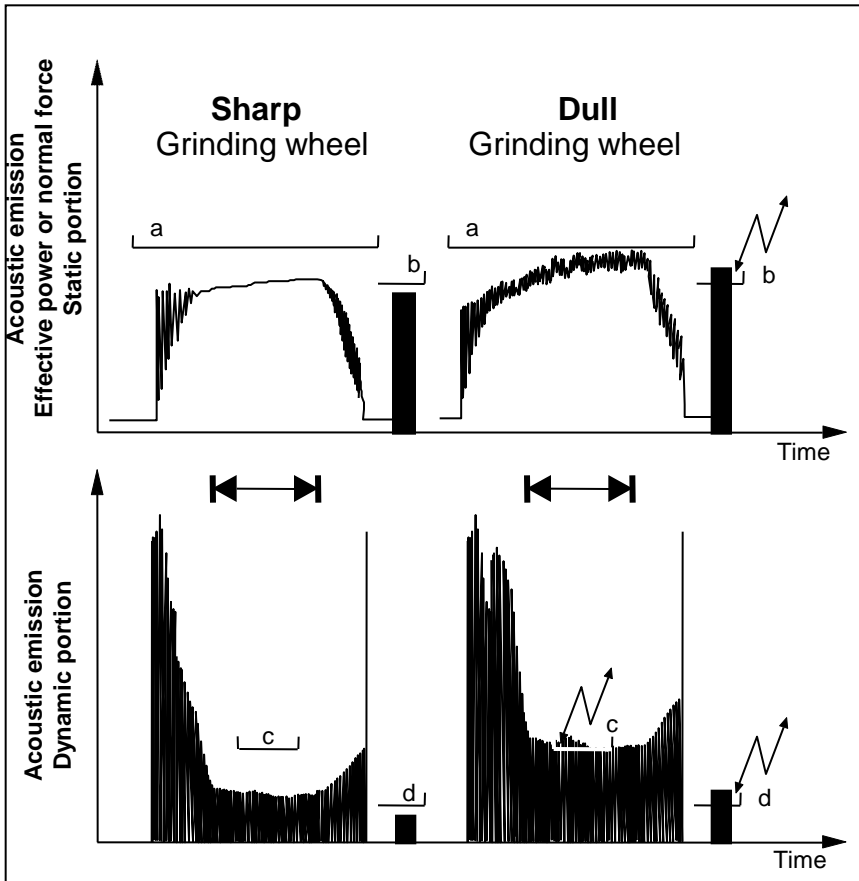 Acoustic emission
Effective power or normal force
Static portion
Sharp
Grinding wheel
Dull
Grinding wheel
a
b
a
b
Time
Acoustic emission
Dynamic portion
c
d
c
d
Time